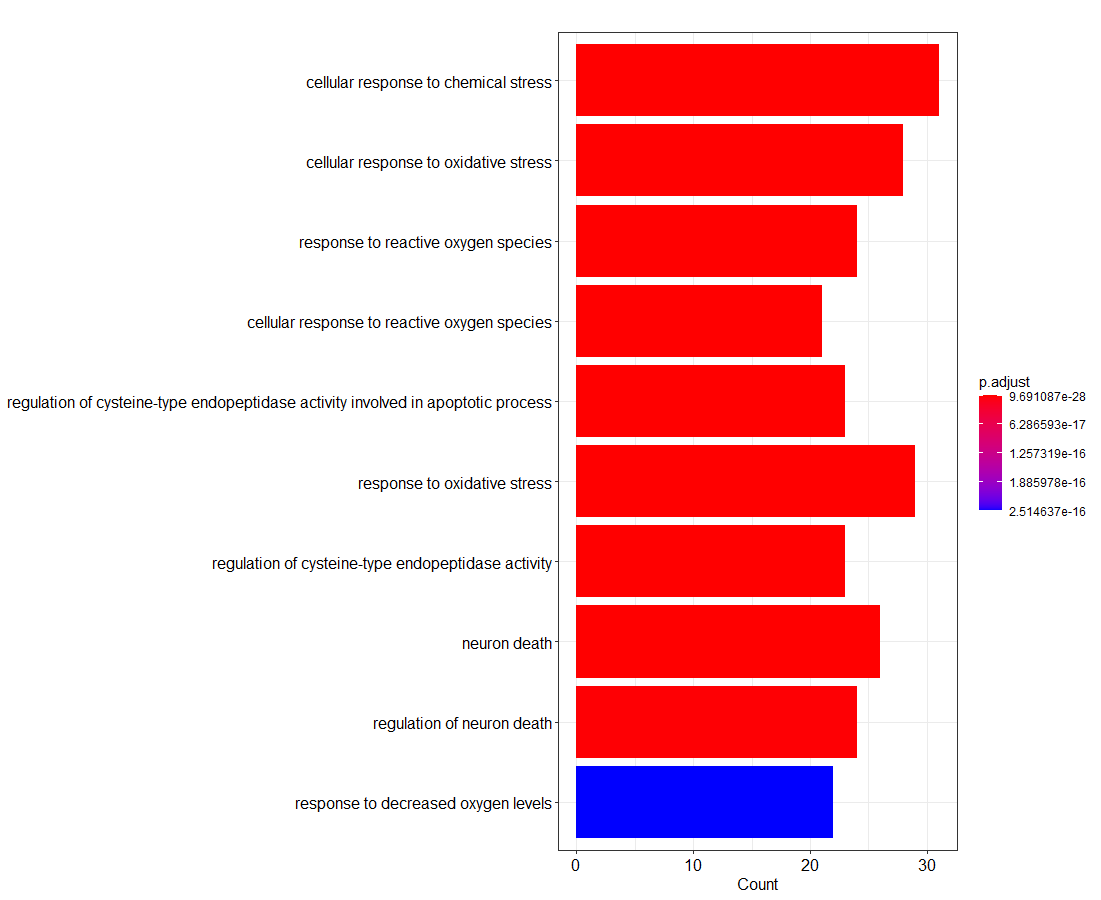 cellular response to chemical stress
cellular response to oxidative stress
response to reactive oxygen species
cellular response to reactive oxygen species
regulation of cysteine-type endopeptidase activity involved in apoptotic process
response to oxidative stress
regulation of cysteine-type endopeptidase activity
neuron death
regulation of neuron death
response to decreased oxygen levels
0 10 20 30
Count
p.adjust
9.691087e-28
6.286593e-17
1.257319e-16
1.885978e-16
2.514637e-16